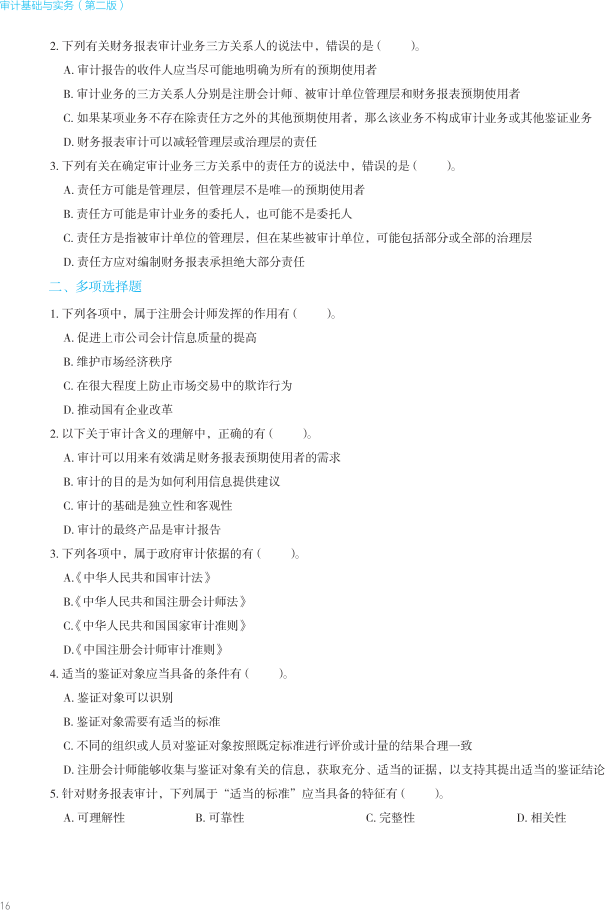 审计基础与实务（第二版）
2. 下列有关财务报表审计业务三方关系人的说法中，错误的是（　　）。
A. 审计报告的收件人应当尽可能地明确为所有的预期使用者
B. 审计业务的三方关系人分别是注册会计师、被审计单位管理层和财务报表预期使用者
C. 如果某项业务不存在除责任方之外的其他预期使用者，那么该业务不构成审计业务或其他鉴证业务
D. 财务报表审计可以减轻管理层或治理层的责任
3. 下列有关在确定审计业务三方关系中的责任方的说法中，错误的是（　　）。
A. 责任方可能是管理层，但管理层不是唯一的预期使用者
B. 责任方可能是审计业务的委托人，也可能不是委托人
C. 责任方是指被审计单位的管理层，但在某些被审计单位，可能包括部分或全部的治理层
D. 责任方应对编制财务报表承担绝大部分责任
二、多项选择题
1. 下列各项中，属于注册会计师发挥的作用有（　　）。
A. 促进上市公司会计信息质量的提高
B. 维护市场经济秩序
C. 在很大程度上防止市场交易中的欺诈行为
D. 推动国有企业改革
2. 以下关于审计含义的理解中，正确的有（　　）。
A. 审计可以用来有效满足财务报表预期使用者的需求
B. 审计的目的是为如何利用信息提供建议
C. 审计的基础是独立性和客观性
D. 审计的最终产品是审计报告
3. 下列各项中，属于政府审计依据的有（　　）。
A.《中华人民共和国审计法》
B.《中华人民共和国注册会计师法》
C.《中华人民共和国国家审计准则》
D.《中国注册会计师审计准则》
4. 适当的鉴证对象应当具备的条件有（　　）。
A. 鉴证对象可以识别
B. 鉴证对象需要有适当的标准
C. 不同的组织或人员对鉴证对象按照既定标准进行评价或计量的结果合理一致
D. 注册会计师能够收集与鉴证对象有关的信息，获取充分、适当的证据，以支持其提出适当的鉴证结论
5. 针对财务报表审计，下列属于“适当的标准”应当具备的特征有（　　）。
A. 可理解性 B. 可靠性 C. 完整性 D. 相关性
16